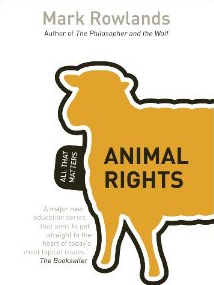 Mark Rowlands
Author of The Philosopher and the Wolf
ALL THAT
MATTERS
ANIMAL
RIGHTS
'A major new
education series
that aims to get
straight to the
heart of today's
most topical issues.'
The Bookseller